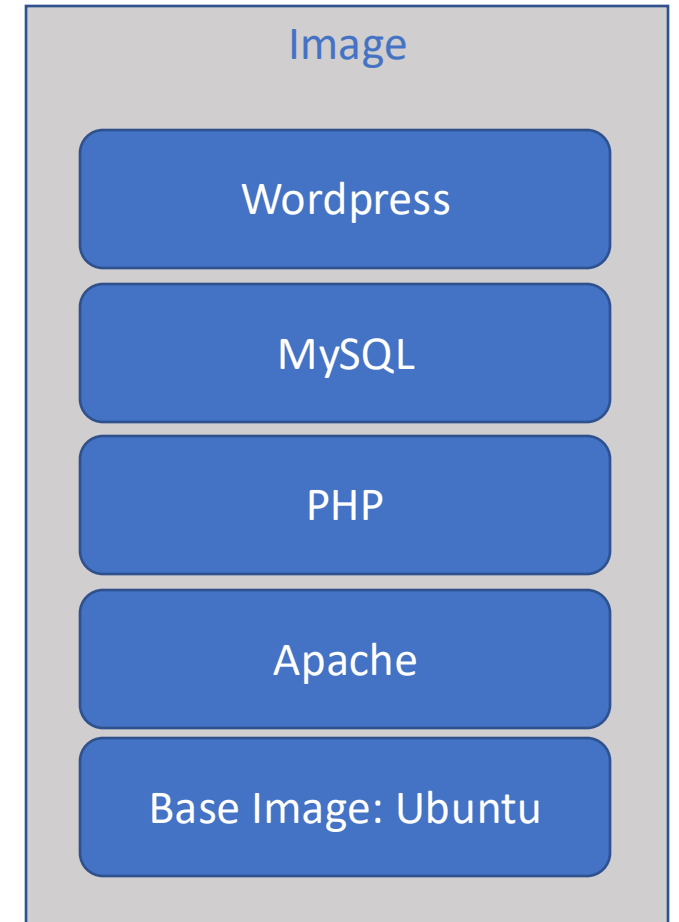 Image
Wordpress
MySQL
PHP
Apache
Base Image: Ubuntu